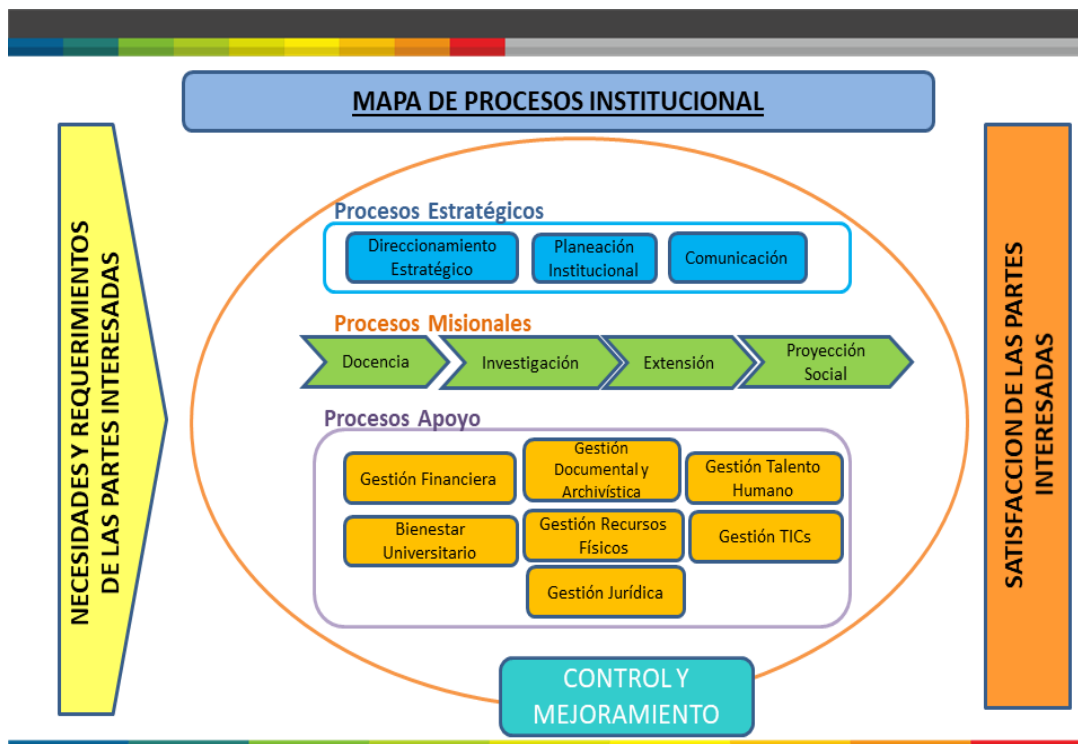 MAPA DE PROCESOS INSTITUCIONAL
NECESIDADES Y REQUERIMIENTOS
DE LAS PARTES INTERESADAS
Procesos Estratégicos
Direccionamiento
Estratégico
Planeación
Institucional
Comunicación
Procesos Misionales
Docencia
Investigación
Extensión
Proyección
Social
Procesos Apoyo
Gestión Financiera
Gestión
Documental y
Archivística
Gestión Talento
Humano
Bienestar
Universitario
Gestión Recursos
Físicos
Gestión TICs
Gestión Jurídica
CONTROL Y
MEJORAMIENTO
SATISFACCION DE LAS PARTES
INTERESADAS